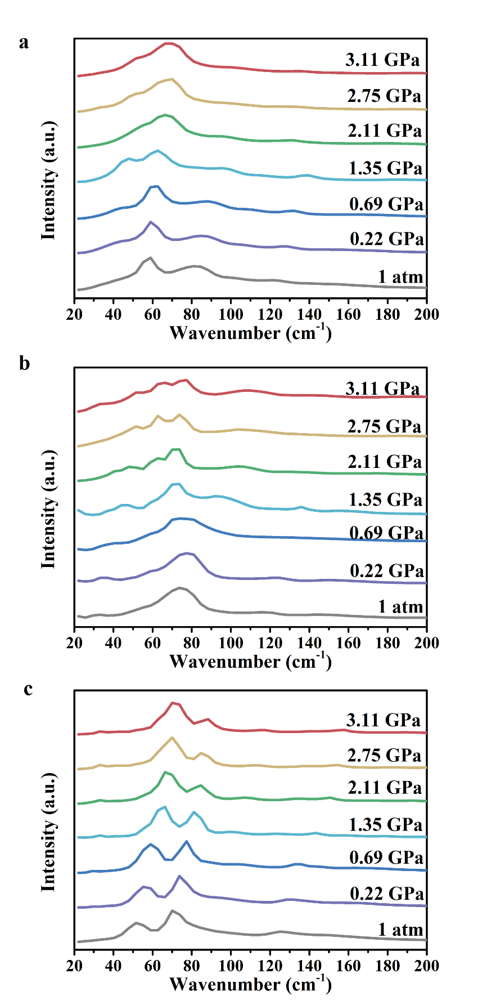 a
3.11 GPa
2.75 GPa
2.11 GPa
1.35 GPa
0.69 GPa
0.22 GPa
1 atm
Intensity (a.u.)
20 40 60 80 100 120 140 160 180 200
Wavenumber (cm-1)
b
3.11 GPa
2.75 GPa
2.11 GPa
1.35 GPa
0.69 GPa
0.22 GPa
1 atm
Intensity (a.u.)
20 40 60 80 100 120 140 160 180 200
Wavenumber (cm-1)
c
3.11 GPa
2.75 GPa
2.11 GPa
1.35 GPa
0.69 GPa
0.22 GPa
1 atm
Intensity (a.u.)
20 40 60 80 100 120 140 160 180 200
Wavenumber (cm-1)